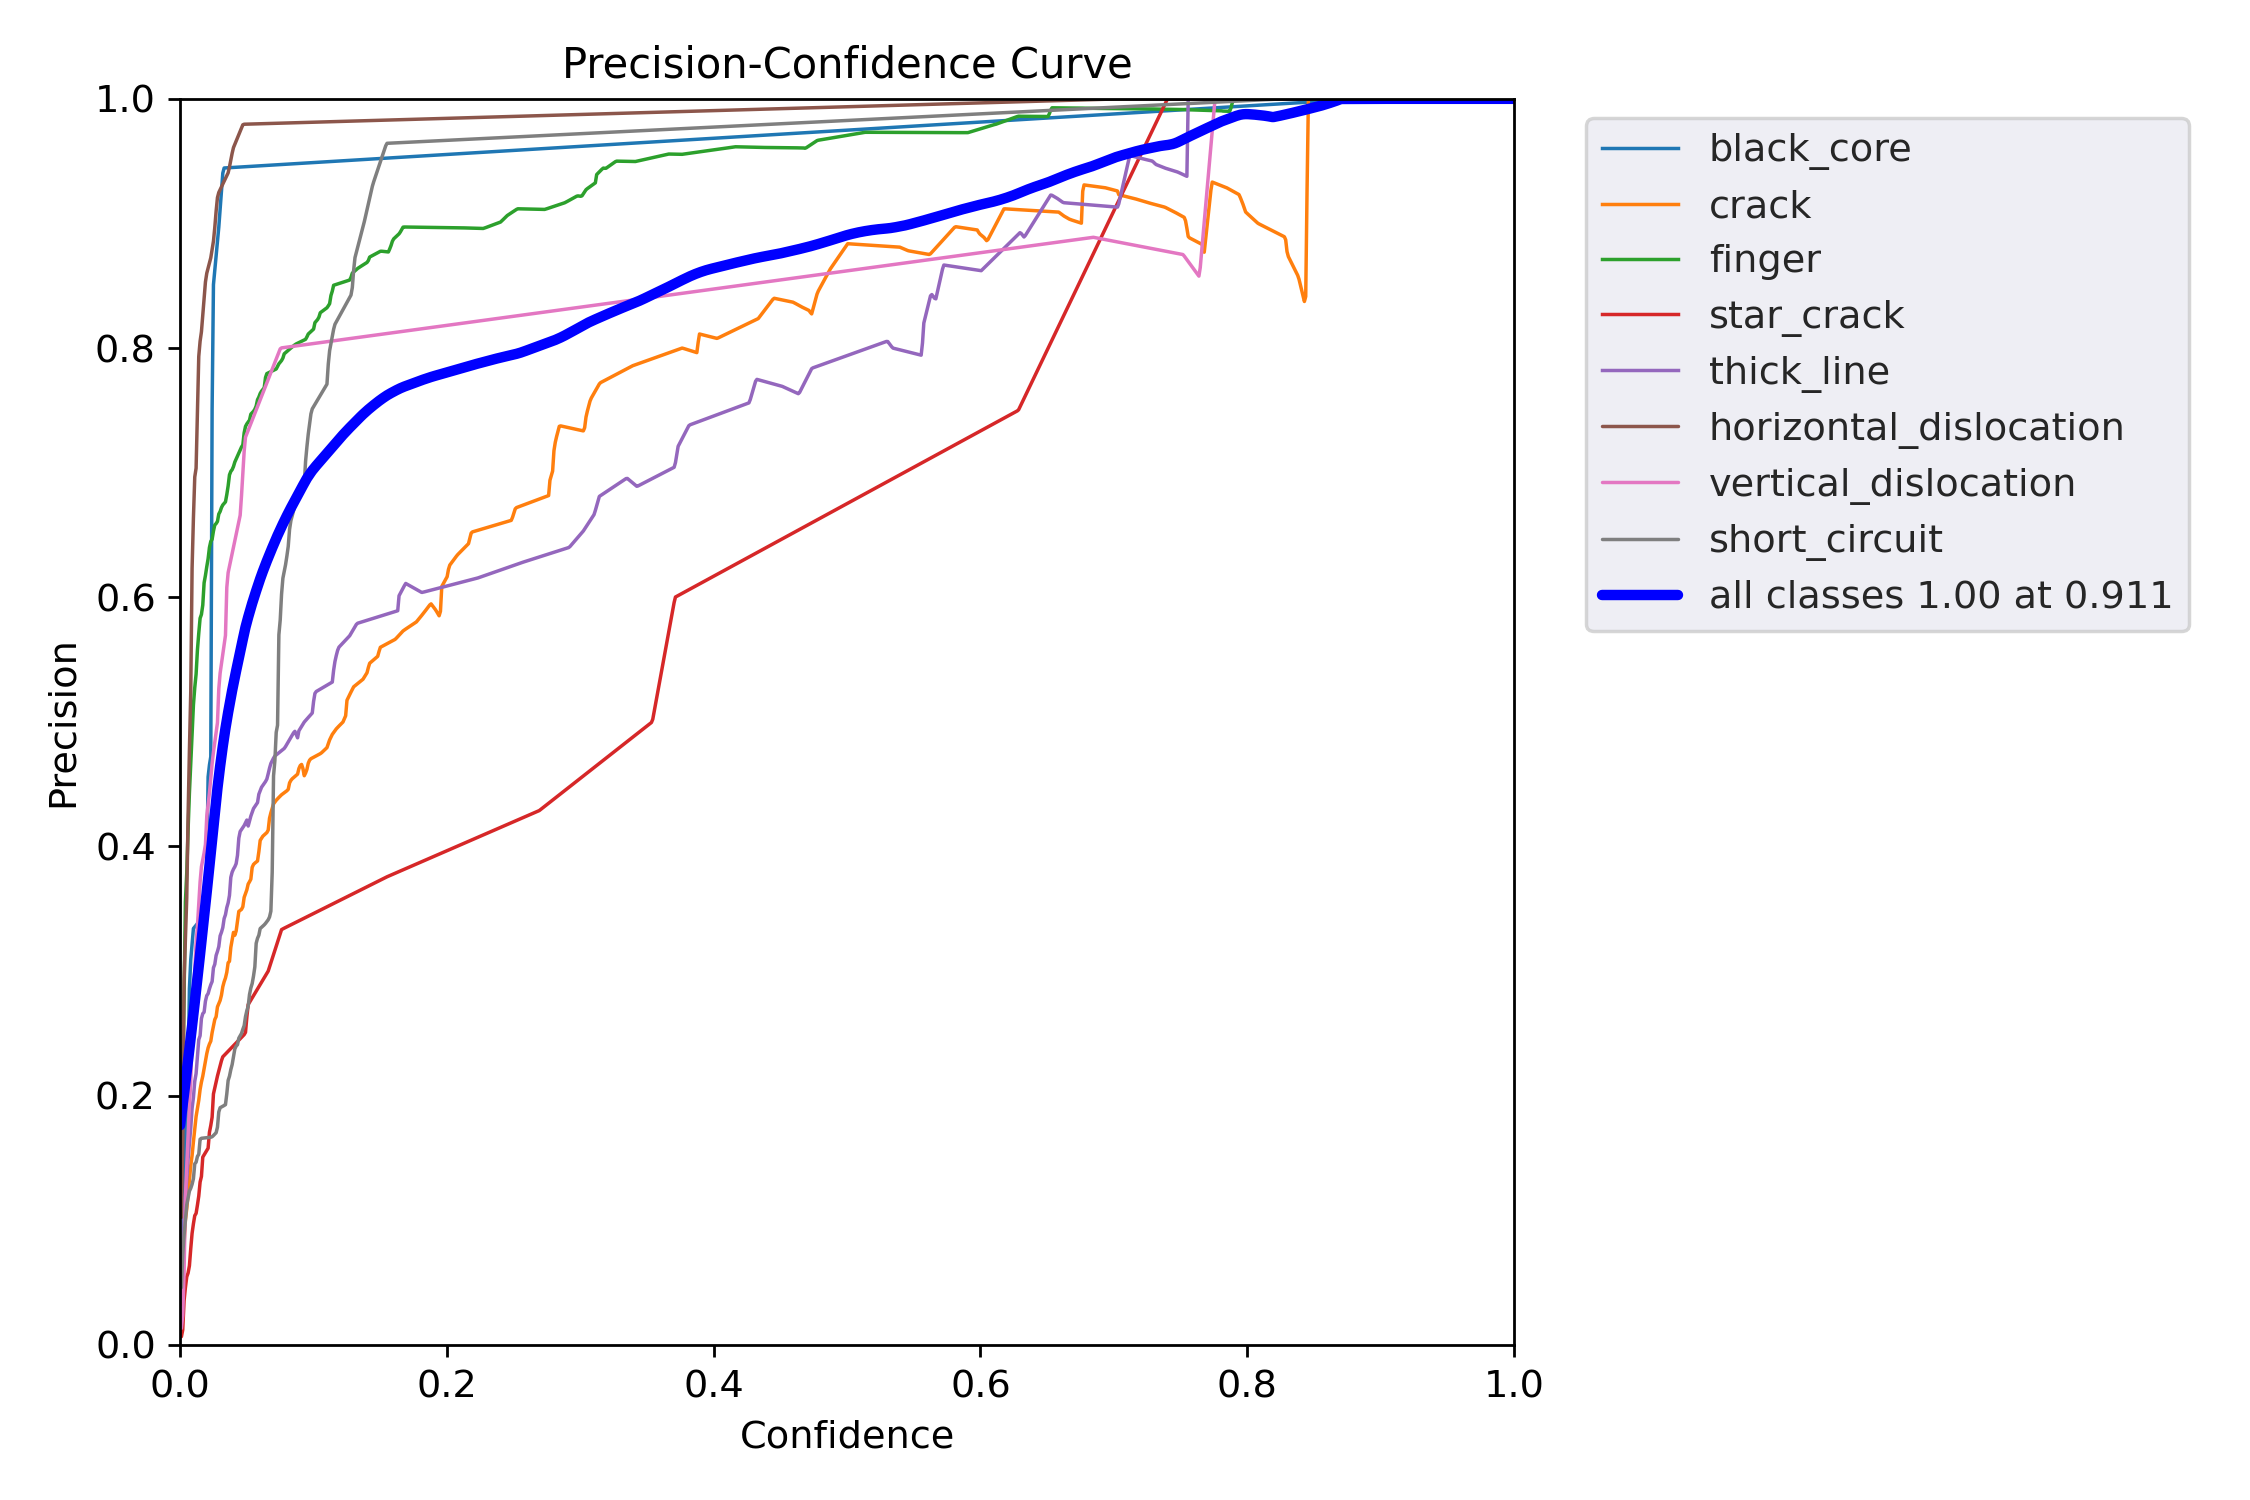 Precision-Confidence Curve
1.0
0.8
0.6
0.4
0.2
0.0
Precision
0.0 0.2 0.4 0.6 0.8 1.0
Confidence
black_core
crack
finger
star_crack
thick_line
horizontal_dislocation
vertical_dislocation
short_circuit
all classes 1.00 at 0.911